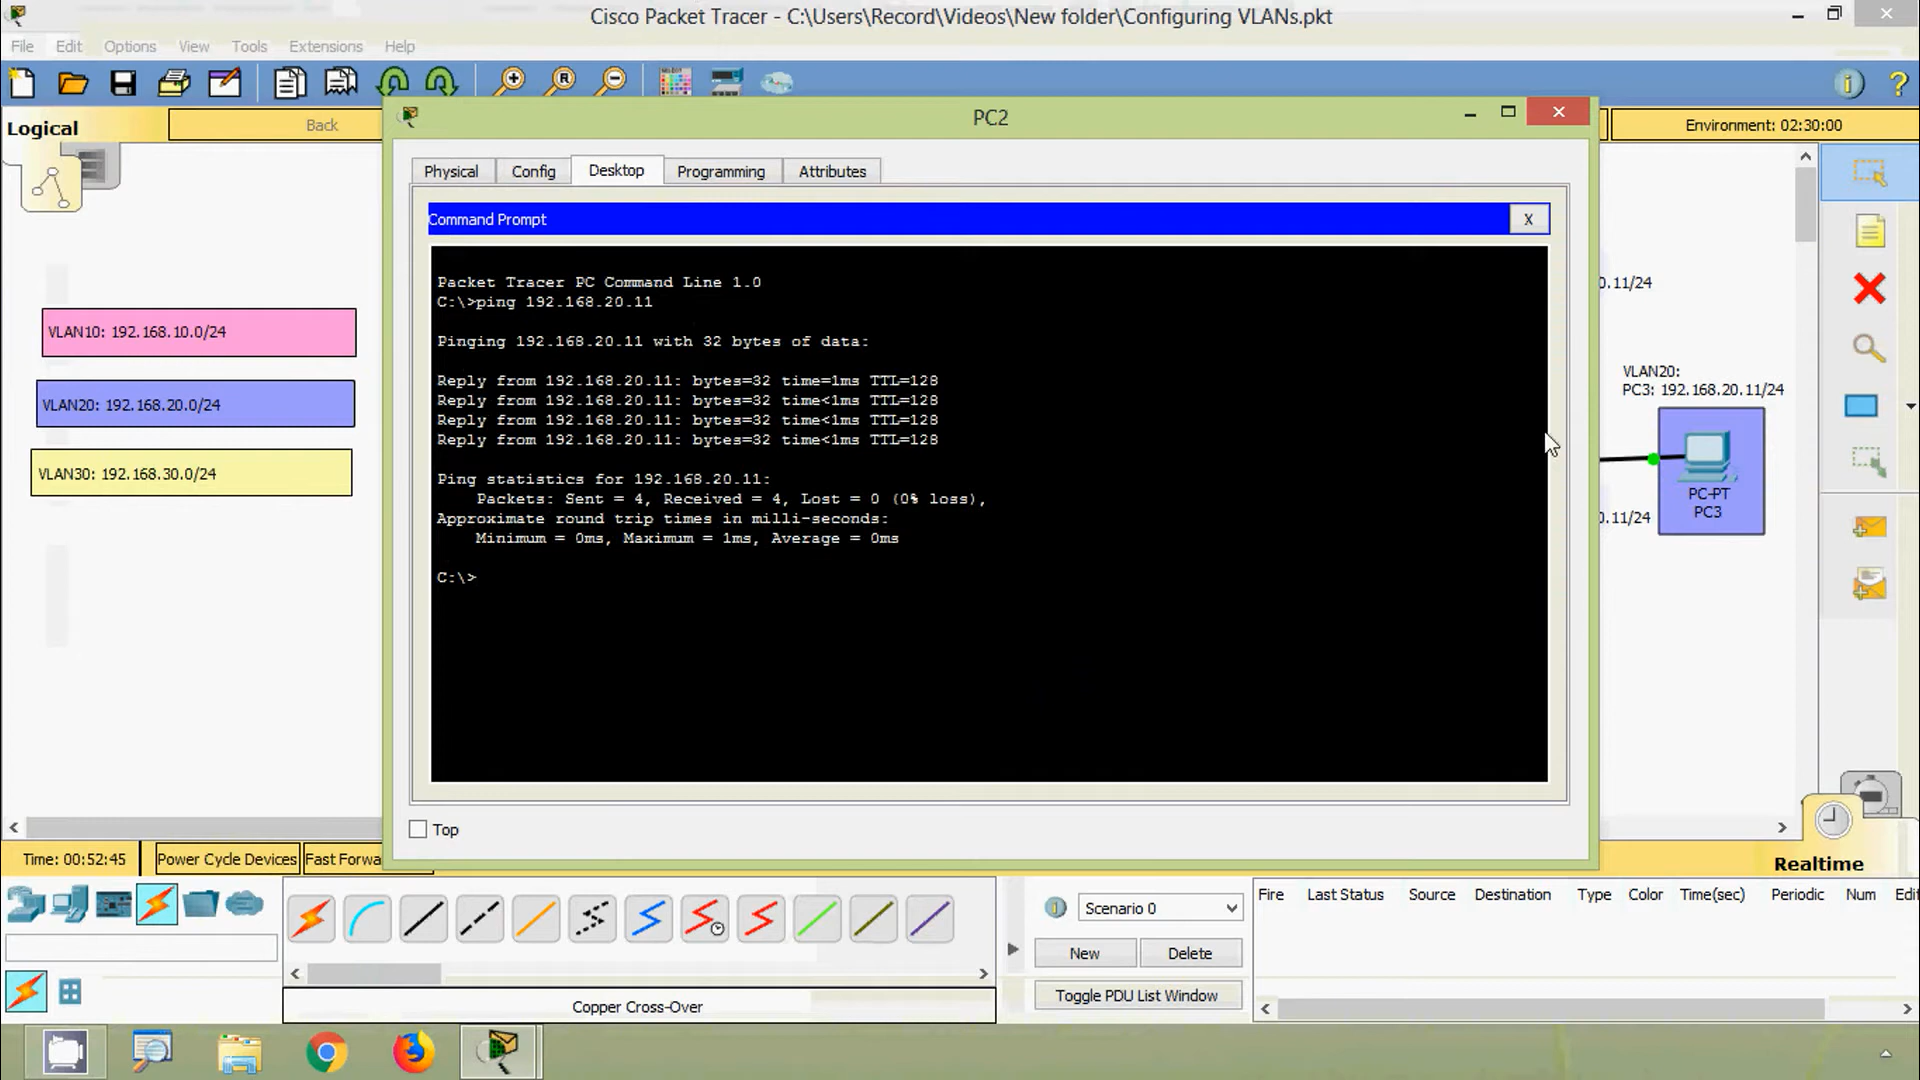 Cisco Packet Tracer - C:\Users\Record\Videos\New folder\Configuring VLANs.pkt
File Edit Options View Tools Extensions Help
Logical
Back
Environment: 02:30:00
PC2
Physical Config Desktop Programming Attributes
Command Prompt
X
Packet Tracer PC Command Line 1.0
C:\>ping 192.168.20.11
Pinging 192.168.20.11 with 32 bytes of data:
Reply from 192.168.20.11: bytes=32 time=1ms TTL=128
Reply from 192.168.20.11: bytes=32 time<1ms TTL=128
Reply from 192.168.20.11: bytes=32 time<1ms TTL=128
Reply from 192.168.20.11: bytes=32 time<1ms TTL=128
Ping statistics for 192.168.20.11:
Packets: Sent = 4, Received = 4, Lost = 0 (0% loss),
Approximate round trip times in milli-seconds:
Minimum = 0ms, Maximum = 1ms, Average = 0ms
C:\>
Top
VLAN10: 192.168.10.0/24
VLAN20: 192.168.20.0/24
VLAN30: 192.168.30.0/24
0.11/24
VLAN20:
PC3: 192.168.20.11/24
PC-PT
PC3
0.11/24
Time: 00:52:45
Power Cycle Devices
Fast Forwa
Realtime
Scenario 0
New
Delete
Toggle PDU List Window
Fire Last Status Source Destination Type Color Time(sec) Periodic Num Edi
Copper Cross-Over